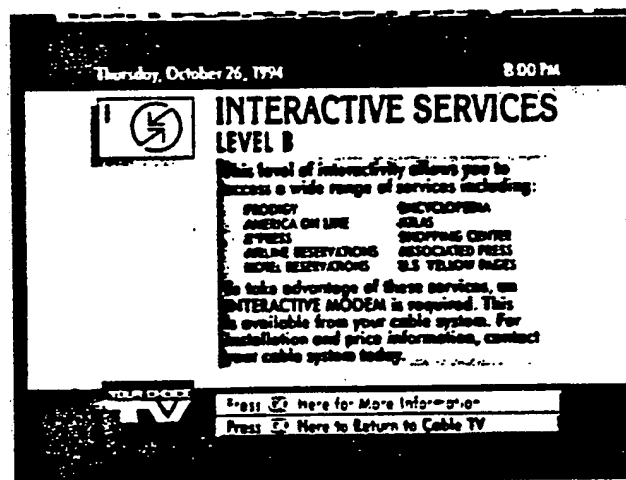 Thursday, October 26, 1994 8:00 PM
INTERACTIVE SERVICES
LEVEL B
This level of interactivity allows you to
access a wide range of services including:
PRODIGY ENCYCLOPEDIA
AMERICA ON LINE ATLAS
X*PRESS SHOPPING CENTER
AIRLINE RESERVATIONS ASSOCIATED PRESS
HOTEL RESERVATIONS U.S. YELLOW PAGES
To take advantage of these services, an
INTERACTIVE MODEM is required. This
is available from your cable system. For
installation and price information, contact
your cable system today.
YOUR CHOICE
TV
Press Here for More Information
Press Here to Return to Cable TV